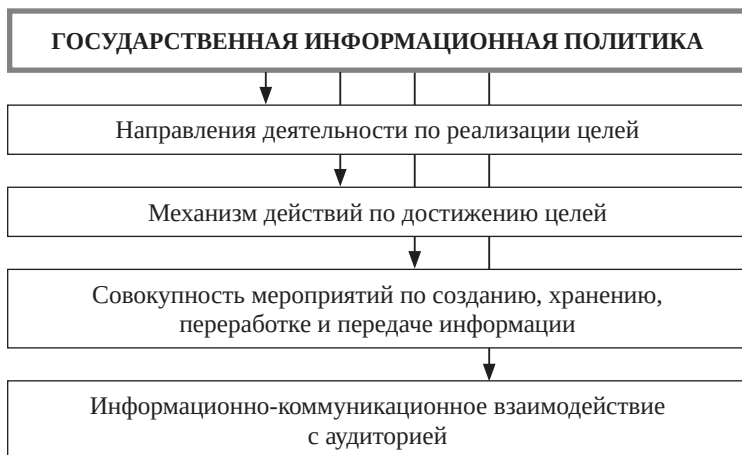 ГОСУДАРСТВЕННАЯ ИНФОРМАЦИОННАЯ ПОЛИТИКА
Направления деятельности по реализации целей
Механизм действий по достижению целей
Совокупность мероприятий по созданию, хранению,
переработке и передаче информации
Информационно-коммуникационное взаимодействие
с аудиторией